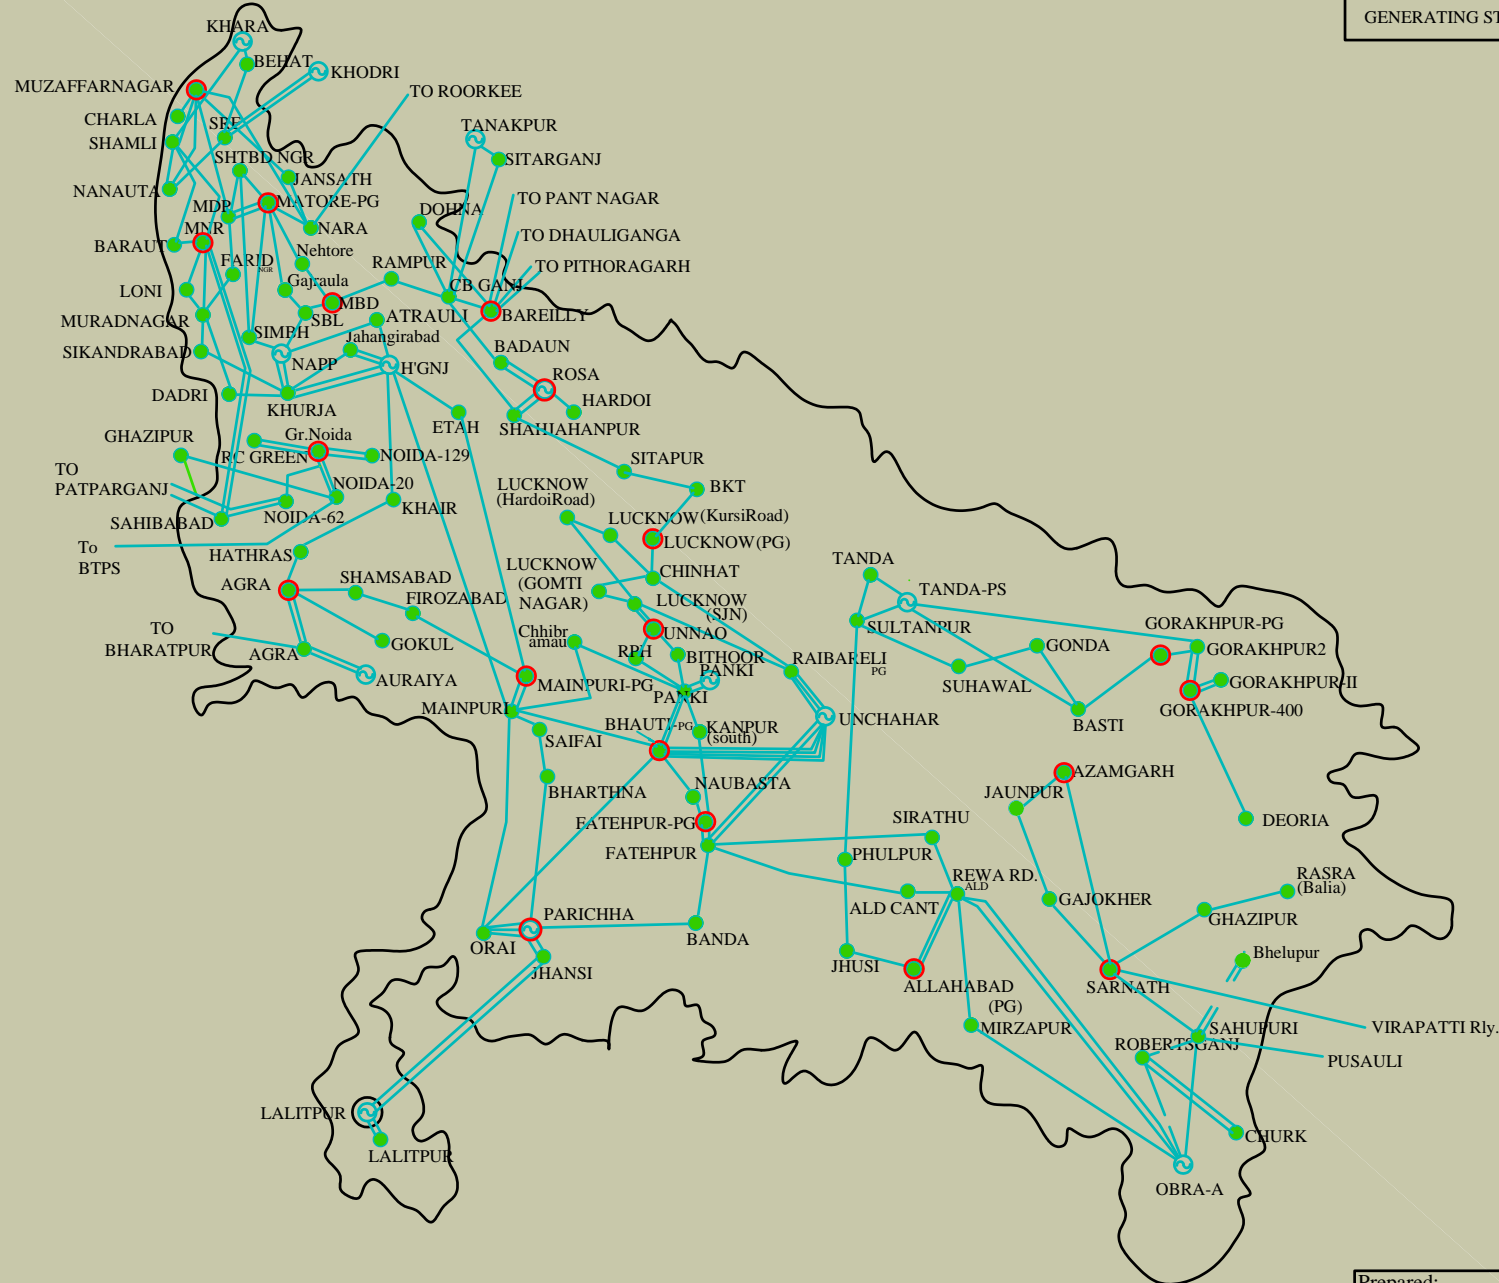 GENERATING ST
KHARA
BEHAT
KHODRI
MUZAFFARNAGAR
TO ROORKEE
CHARLA
SRE
TANAKPUR
SHAMLI
SHTBD NGR
SITARGANJ
JANSATH
NANAUTA
MATORE-PG
TO PANT NAGAR
MDP
DOHNA
MNR
NARA
TO DHAULIGANGA
BARAUT
Nehtore
FARID
NGR
RAMPUR
TO PITHORAGARH
Gajraula
CB GANJ
LONI
MBD
ATRAULI
BAREILLY
MURADNAGAR
SBL
SIMBH
Jahangirabad
BADAUN
SIKANDRABAD
NAPP
H'GNJ
ROSA
DADRI
HARDOI
KHURJA
ETAH
SHAHJAHANPUR
GHAZIPUR
Gr.Noida
RC GREEN
NOIDA-129
SITAPUR
TO
PATPARGANJ
NOIDA-20
LUCKNOW
(HardoiRoad)
BKT
NOIDA-62
KHAIR
SAHIBABAD
LUCKNOW
(KursiRoad)
To
BTPS
HATHRAS
LUCKNOW(PG)
TANDA
LUCKNOW
(GOMTI
NAGAR)
CHINHAT
AGRA
SHAMSABAD
TANDA-PS
FIROZABAD
LUCKNOW
(SJN)
TO
BHARATPUR
GORAKHPUR-PG
SULTANPUR
Chhibr
amau
UNNAO
GOKUL
GONDA
GORAKHPUR2
AGRA
RPH
BITHOOR
RAIBARELI
PG
PANKI
AURAIYA
MAINPURI-PG
SUHAWAL
GORAKHPUR-II
PANKI
MAINPURI
GORAKHPUR-400
UNCHAHAR
BHAUTI-PG
KANPUR
(south)
BASTI
SAIFAI
AZAMGARH
BHARTHNA
NAUBASTA
JAUNPUR
FATEHPUR-PG
SIRATHU
DEORIA
FATEHPUR
PHULPUR
REWA RD.
ALD
RASRA
(Balia)
PARICHHA
ALD CANT
GAJOKHER
GHAZIPUR
BANDA
ORAI
JHUSI
Bhelupur
JHANSI
ALLAHABAD
(PG)
SARNATH
MIRZAPUR
SAHUPURI
VIRAPATTI Rly.
ROBERTSGANJ
PUSAULI
LALITPUR
CHURK
LALITPUR
OBRA-A
Prepared: